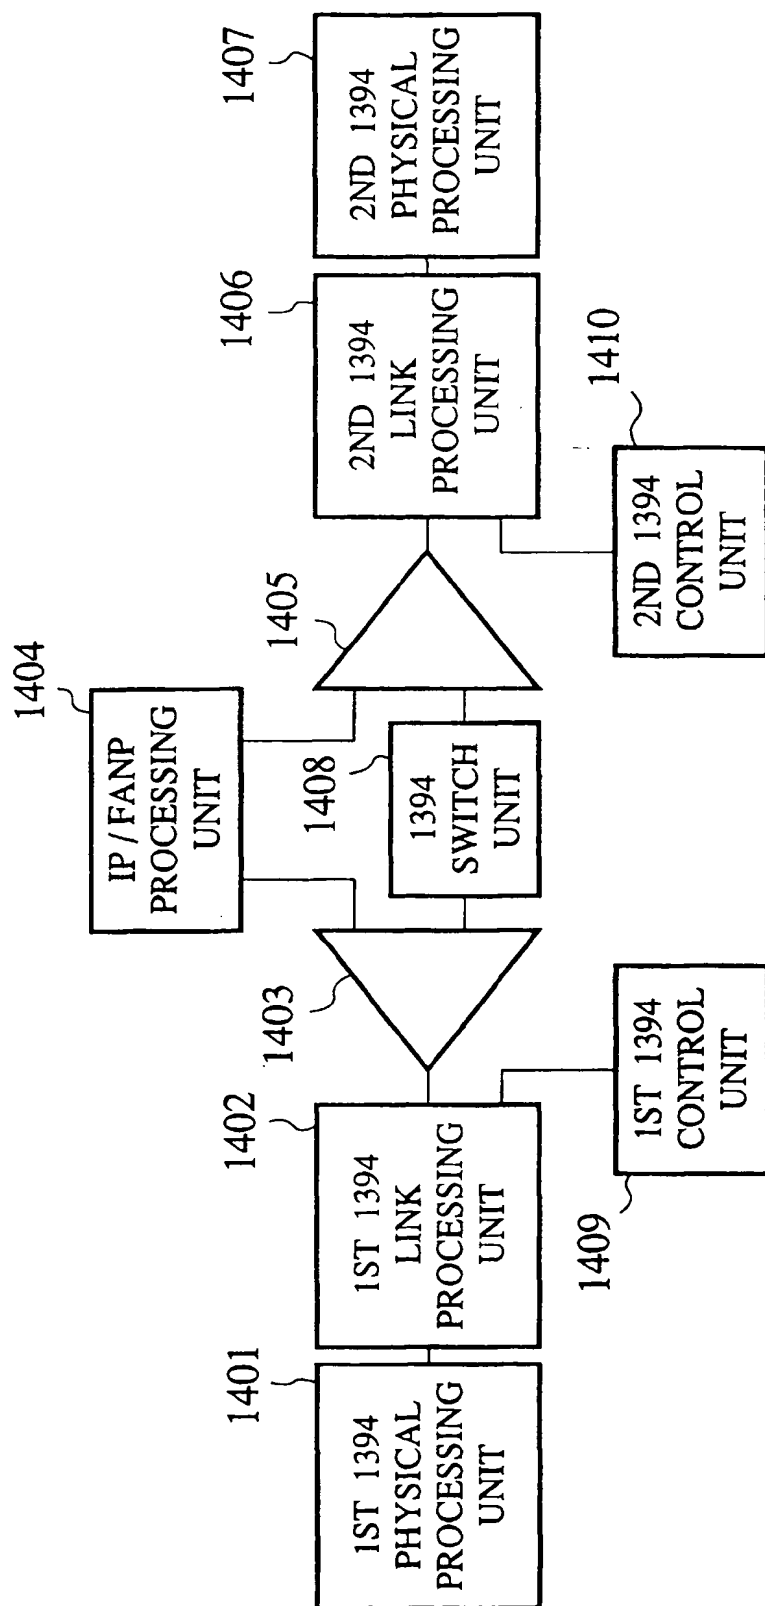 1401
1ST 1394
PHYSICAL
PROCESSING
UNIT
1402
1ST 1394
LINK
PROCESSING
UNIT
1403
1404
IP / FANP
PROCESSING
UNIT
1408
1394
SWITCH
UNIT
1405
1406
2ND 1394
LINK
PROCESSING
UNIT
1407
2ND 1394
PHYSICAL
PROCESSING
UNIT
1409
1ST 1394
CONTROL
UNIT
1410
2ND 1394
CONTROL
UNIT